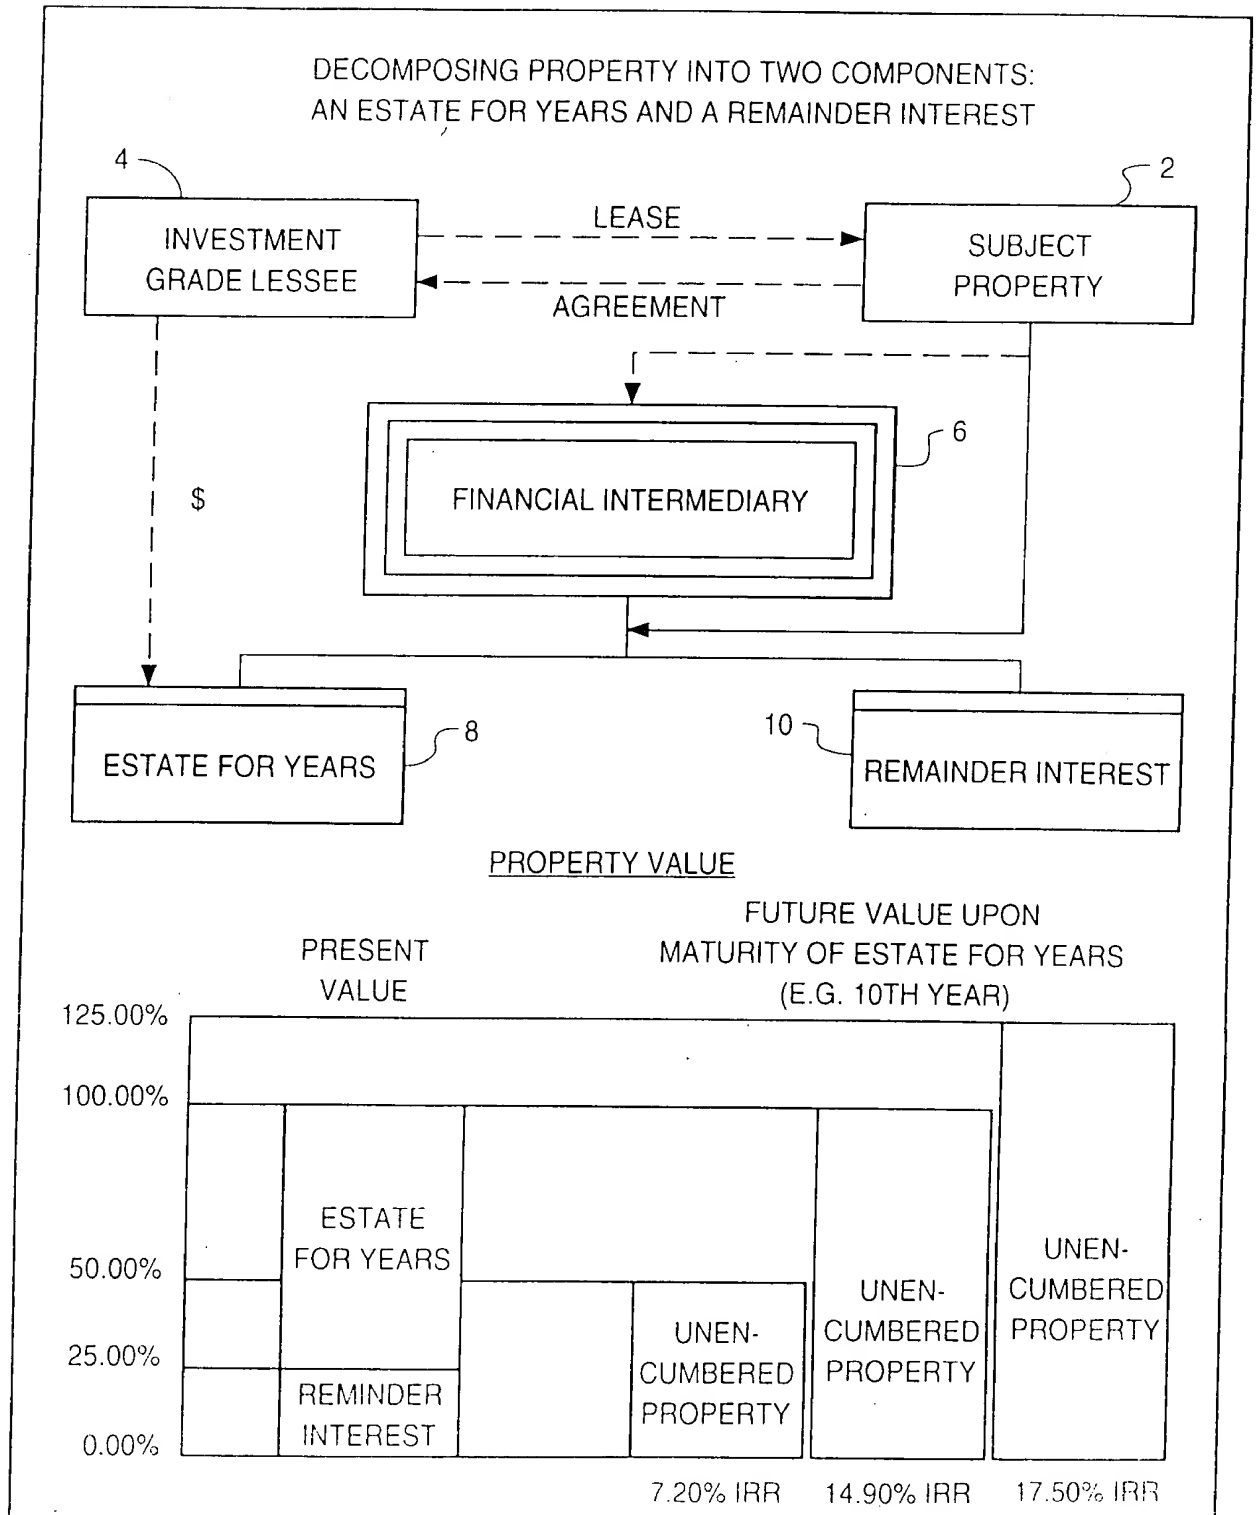 DECOMPOSING PROPERTY INTO TWO COMPONENTS:
AN ESTATE FOR YEARS AND A REMAINDER INTEREST
4
2
INVESTMENT
GRADE LESSEE
LEASE
AGREEMENT
SUBJECT
PROPERTY
6
FINANCIAL INTERMEDIARY
$
8
ESTATE FOR YEARS
10
REMAINDER INTEREST
PROPERTY VALUE
PRESENT
VALUE
FUTURE VALUE UPON
MATURITY OF ESTATE FOR YEARS
(E.G. 10TH YEAR)
125.00%
100.00%
50.00%
25.00%
0.00%
ESTATE
FOR YEARS
REMINDER
INTEREST
UNEN-
CUMBERED
PROPERTY
UNEN-
CUMBERED
PROPERTY
UNEN-
CUMBERED
PROPERTY
7.20% IRR
14.90% IRR
17.50% IRR